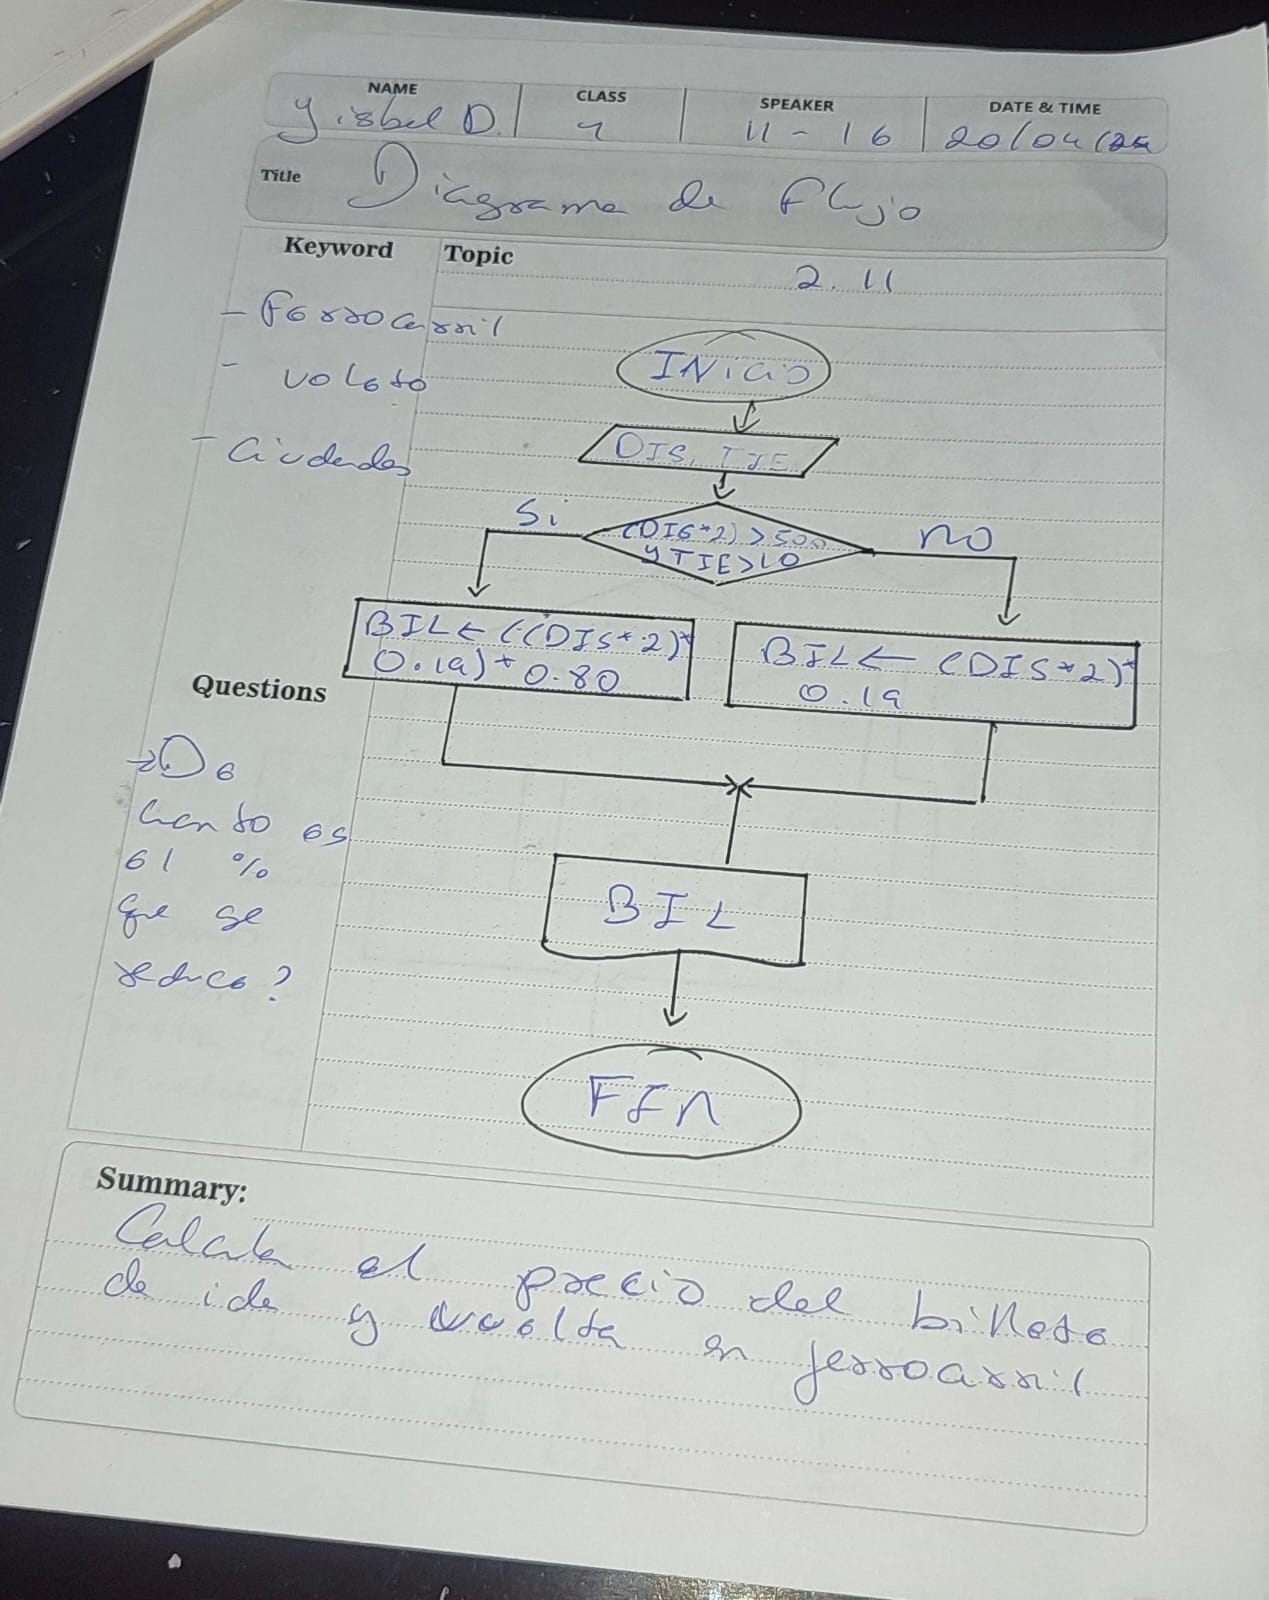 NAME CLASS SPEAKER DATE & TIME
Yisbel D. 11-16 20/04/25
Title Diagrama de Flujo
Keyword Topic
2.11
- Ferrocarril
- voleto
- Ciudades
INICIO
DIS, TIE
(DIS*2) > 500
y TIE>10
Si
no
BIL ← ((DIS*2)*
0.19) * 0.80
BIL ← (DIS*2)*
0.19
BIL
FIN
Questions
→ De
cuanto es
el %
que se
reduce?
Summary:
Calcula el precio del billete
de ida y vuelta en ferroarril